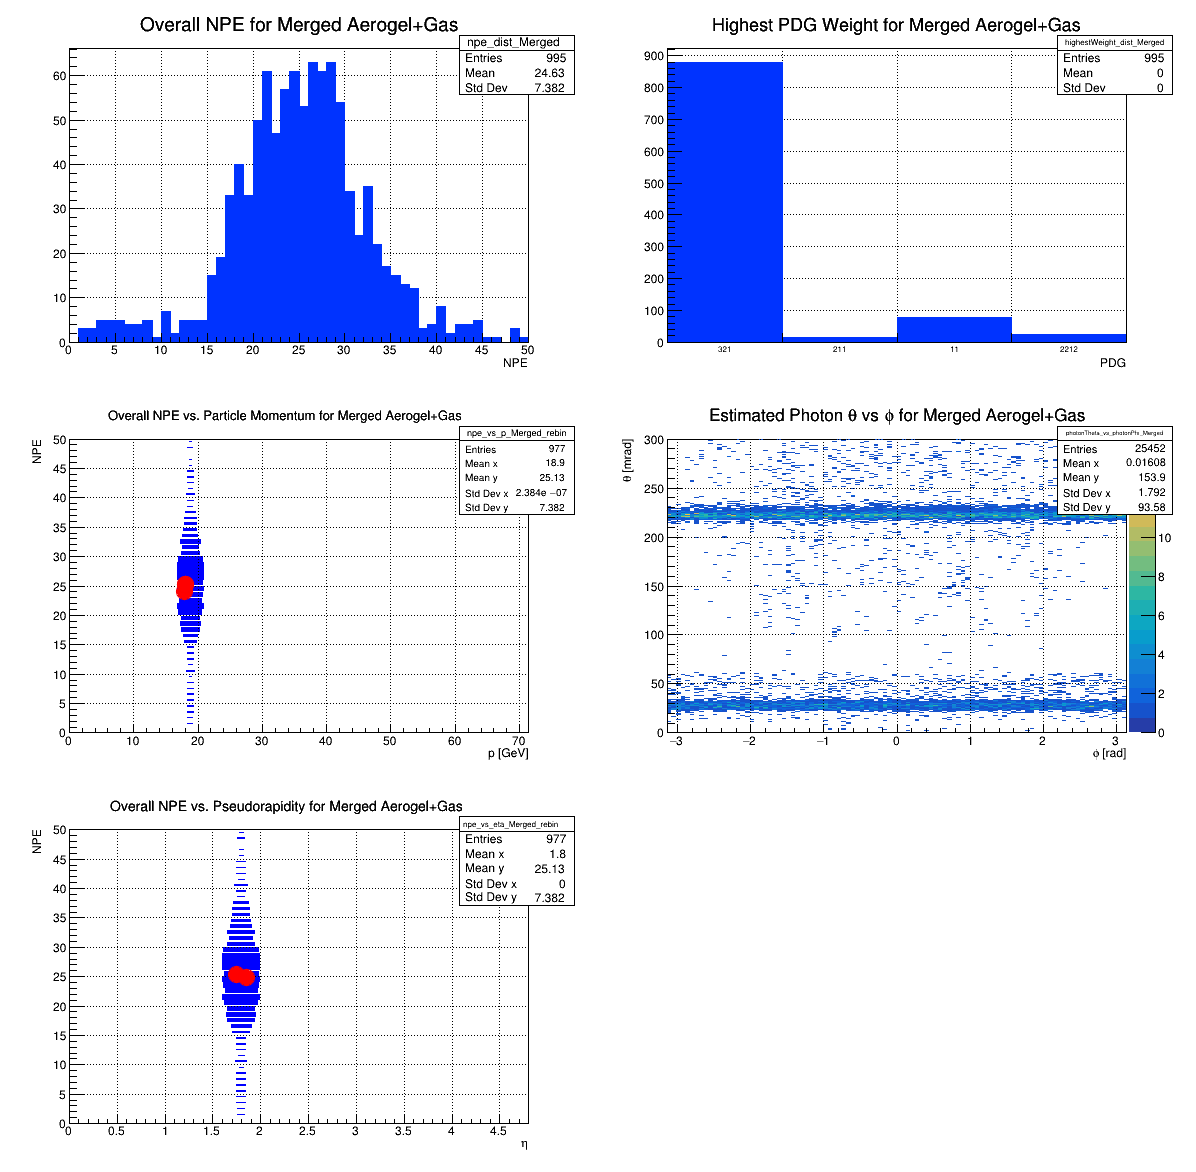 Overall NPE for Merged Aerogel+Gas
npe_dist_Merged
Entries 995
Mean 24.63
Std Dev 7.382
60
50
40
30
20
10
0
0 5 10 15 20 25 30 35 40 45 50
NPE
Highest PDG Weight for Merged Aerogel+Gas
highestWeight_dist_Merged
Entries 995
Mean 0
Std Dev 0
900
800
700
600
500
400
300
200
100
0
321 211 11 2212
PDG
Overall NPE vs. Particle Momentum for Merged Aerogel+Gas
npe_vs_p_Merged_rebin
Entries 977
Mean x 18.9
Mean y 25.13
Std Dev x 2.384e −07
Std Dev y 7.382
NPE
50
45
40
35
30
25
20
15
10
5
0
0 10 20 30 40 50 60 70
p [GeV]
Estimated Photon θ vs ϕ for Merged Aerogel+Gas
photonTheta_vs_photonPhi_Merged
Entries 25452
Mean x 0.01608
Mean y 153.9
Std Dev x 1.792
Std Dev y 93.58
θ [mrad]
300
250
200
150
100
50
0
−3 −2 −1 0 1 2 3
ϕ [rad]
10
8
6
4
2
0
Overall NPE vs. Pseudorapidity for Merged Aerogel+Gas
npe_vs_eta_Merged_rebin
Entries 977
Mean x 1.8
Mean y 25.13
Std Dev x 0
Std Dev y 7.382
NPE
50
45
40
35
30
25
20
15
10
5
0
0 0.5 1 1.5 2 2.5 3 3.5 4 4.5
η